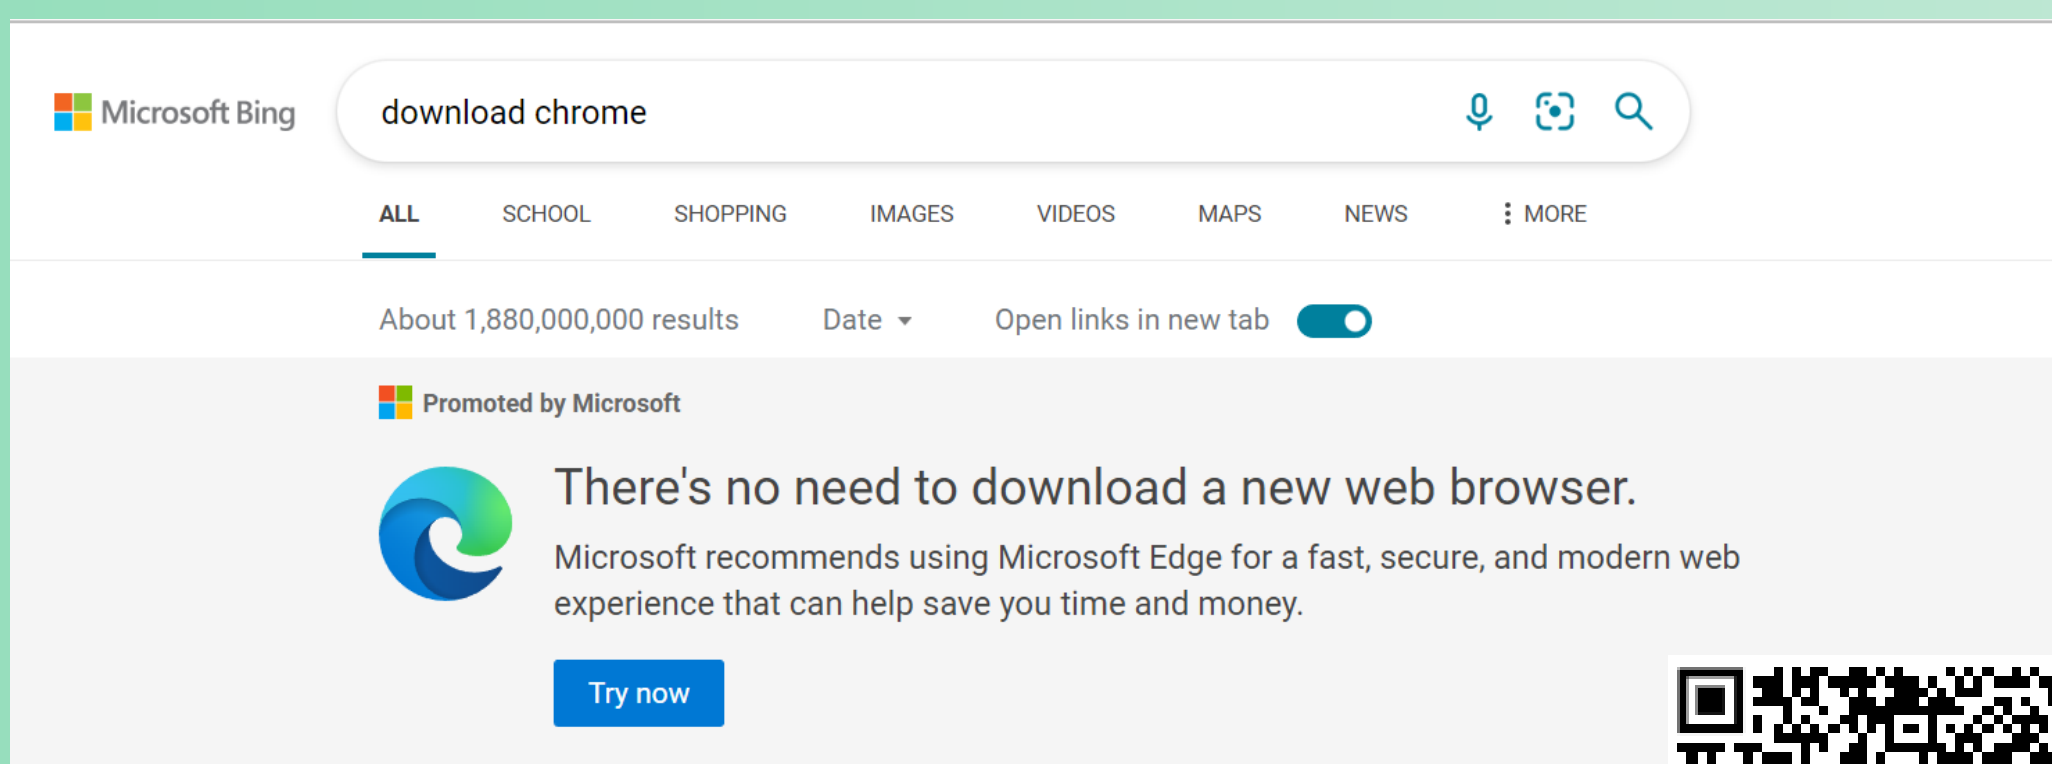 Microsoft Bing
download chrome
ALL SCHOOL SHOPPING IMAGES VIDEOS MAPS NEWS MORE
About 1,880,000,000 results Date Open links in new tab
Promoted by Microsoft
There's no need to download a new web browser.
Microsoft recommends using Microsoft Edge for a fast, secure, and modern web
experience that can help save you time and money.
Try now